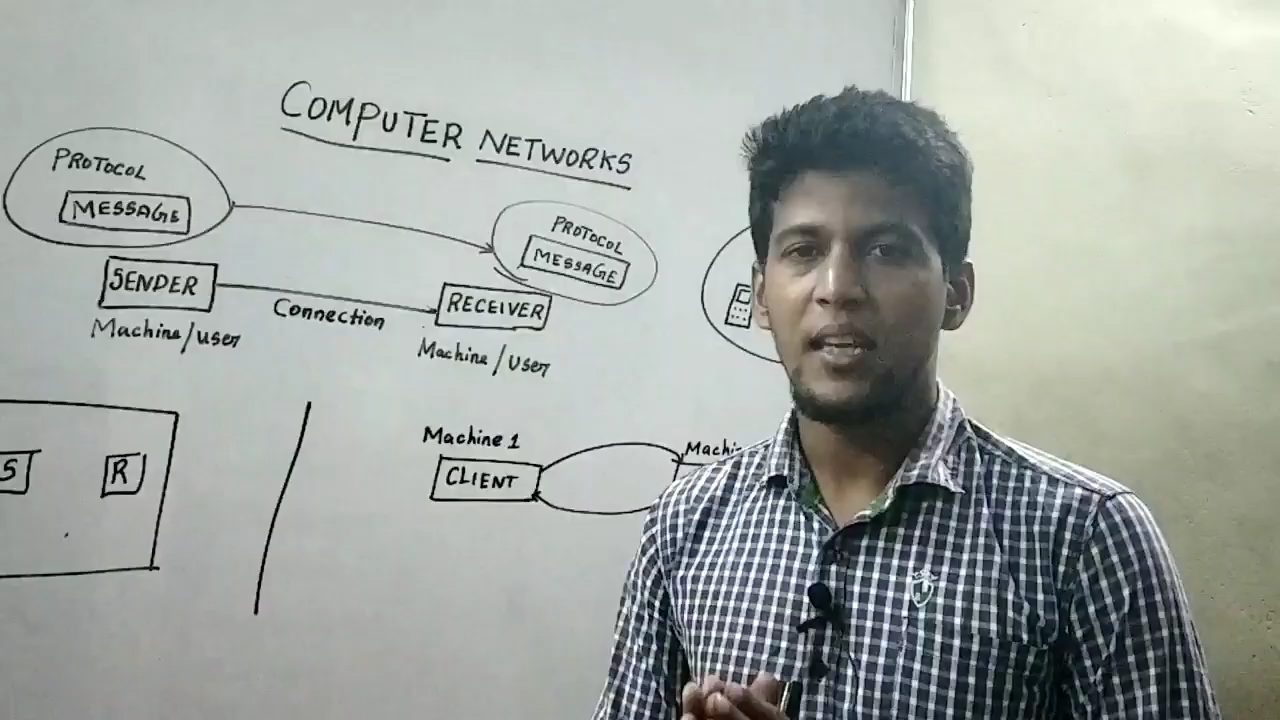 COMPUTER NETWORKS
PROTOCOL
MESSAGE
PROTOCOL
MESSAGE
SENDER
Connection
RECEIVER
Machine/user
Machine/user
S
R
Machine 1
CLIENT